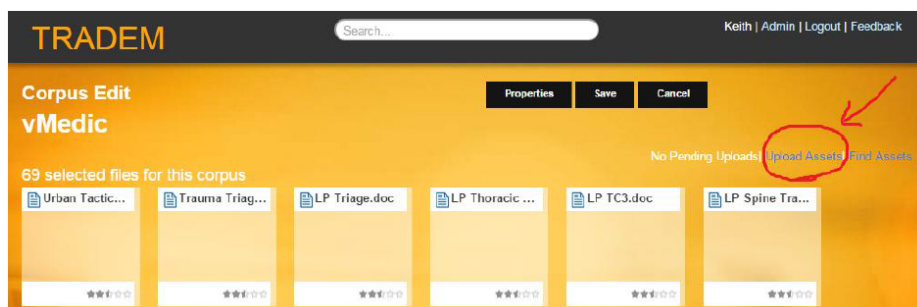 TRADEM
Search...
Keith | Admin | Logout | Feedback
Corpus Edit
vMedic
Properties Save Cancel
No Pending Uploads| Upload Assets| Find Assets
69 selected files for this corpus
Urban Tactic... Trauma Triag... LP Triage.doc LP Thoracic ... LP TC3.doc LP Spine Tra...